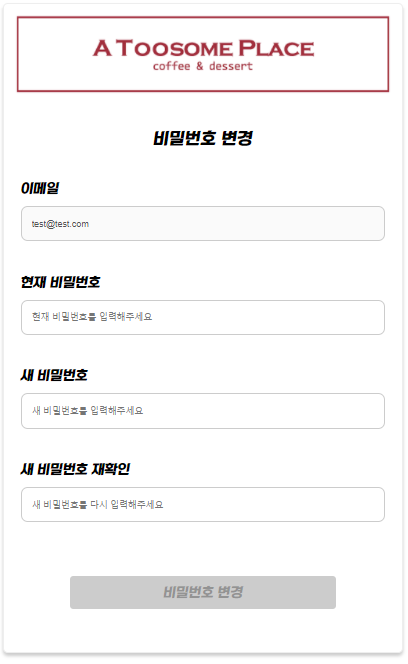 A TOOSOME PLACE
coffee & dessert
비밀번호 변경
이메일
test@test.com
현재 비밀번호
현재 비밀번호를 입력해주세요
새 비밀번호
새 비밀번호를 입력해주세요
새 비밀번호 재확인
새 비밀번호를 다시 입력해주세요
비밀번호 변경